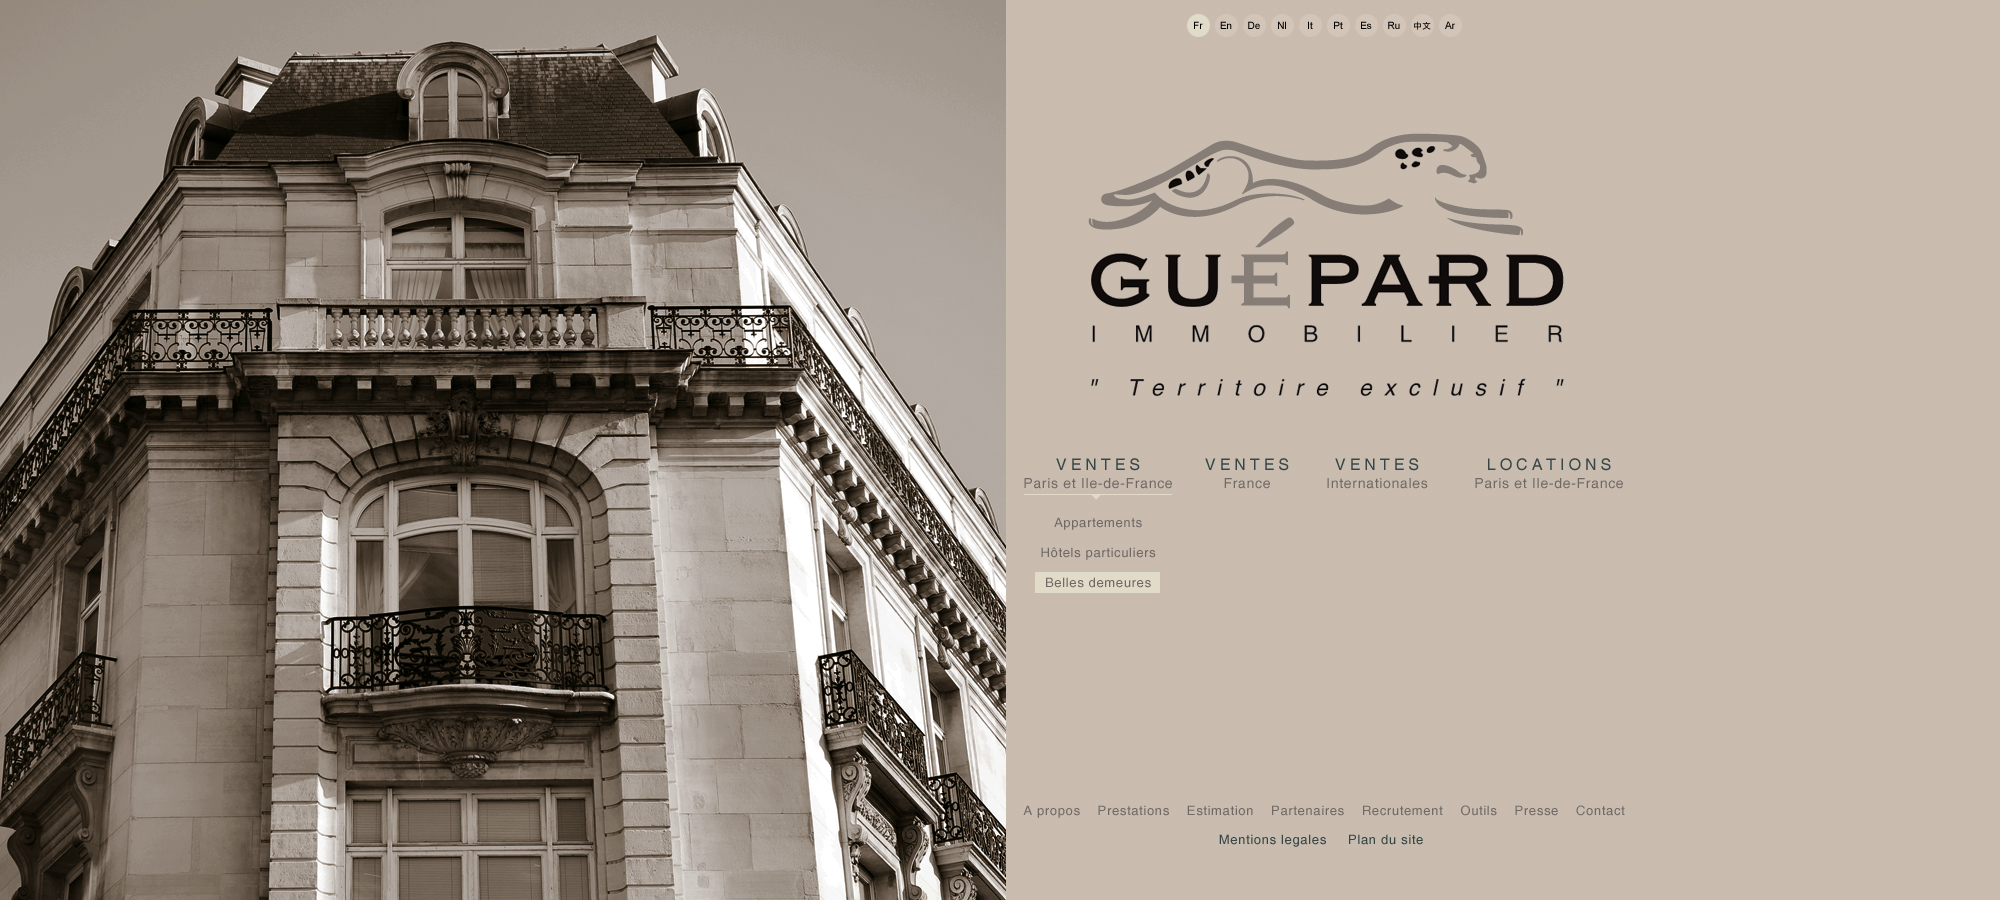 Fr En De Nl It Pt Es Ru 中文 Ar
GUÉPARD
IMMOBILIER
" Territoire exclusif "
VENTES VENTES VENTES LOCATIONS
Paris et Ile-de-France France Internationales Paris et Ile-de-France
Appartements
Hôtels particuliers
Belles demeures
A propos Prestations Estimation Partenaires Recrutement Outils Presse Contact
Mentions legales Plan du site